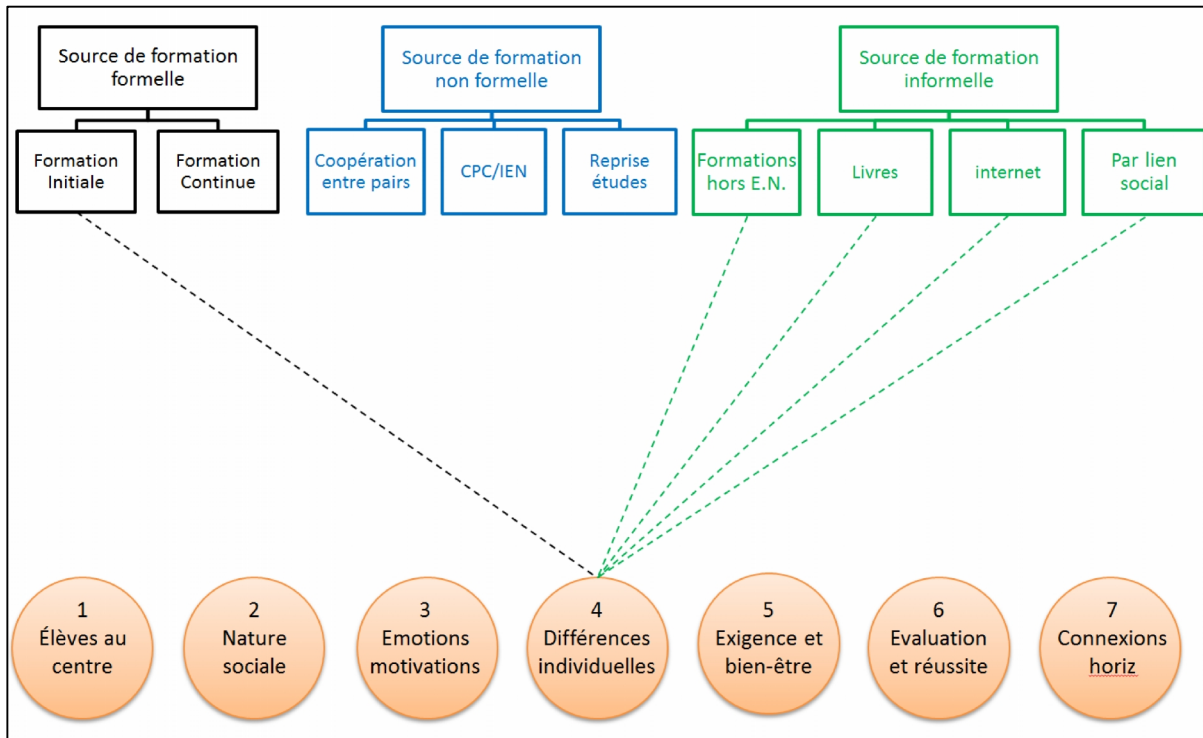 Source de formation
formelle
Source de formation
non formelle
Source de formation
informelle
Formation
Initiale
Formation
Continue
Coopération
entre pairs
CPC/IEN
Reprise
études
Formations
hors E.N.
Livres
internet
Par lien
social
1
Élèves au
centre
2
Nature
sociale
3
Emotions
motivations
4
Différences
individuelles
5
Exigence et
bien-être
6
Evaluation
et réussite
7
Connexions
horiz